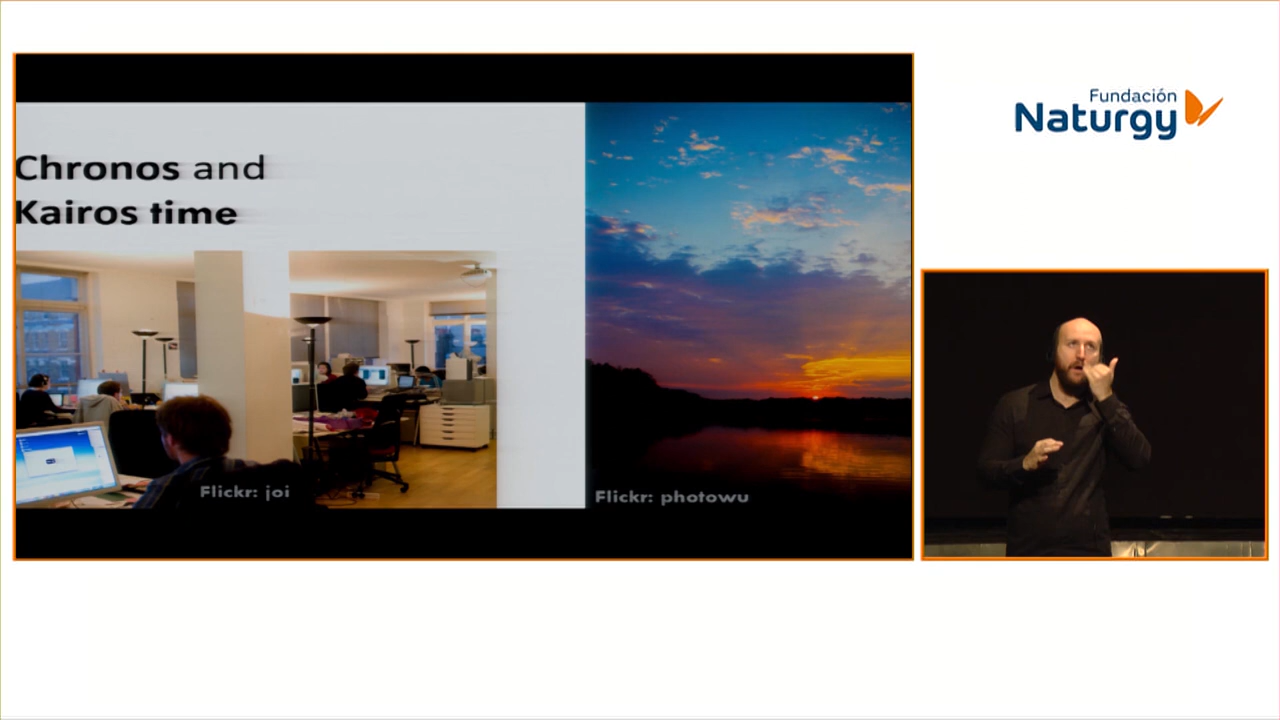 Chronos and
Kairos time
Flickr: joi
Flickr: photowu
Fundación
Naturgy